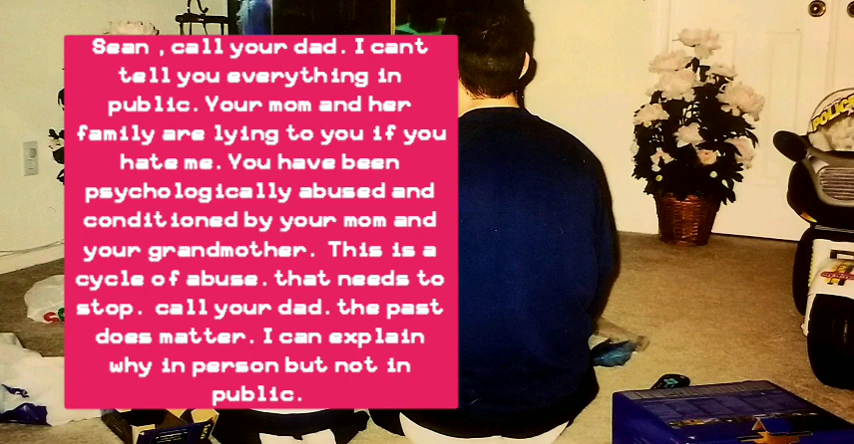 Sean , call your dad. I cant
tell you everything in
public. Your mom and her
family are lying to you if you
hate me. You have been
psychologically abused and
conditioned by your mom and
your grandmother. This is a
cycle of abuse. that needs to
stop. call your dad. the past
does matter. I can explain
why in person but not in
public.
POLICE